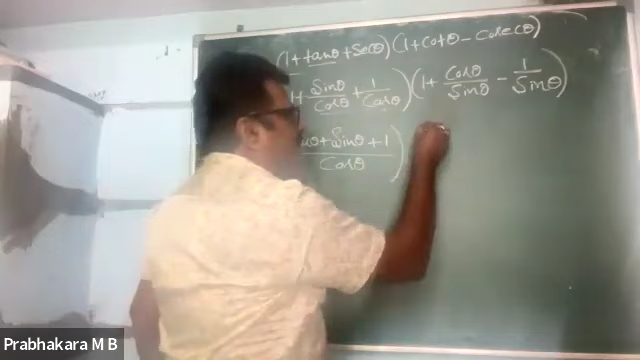 (1 + tanθ + Secθ) (1 + Cotθ - Cosecθ)
1 + Sinθ/Cosθ + 1/Cosθ) (1 + Cosθ/Sinθ - 1/Sinθ)
+ Sinθ + 1/Cosθ)
Prabhakara M B